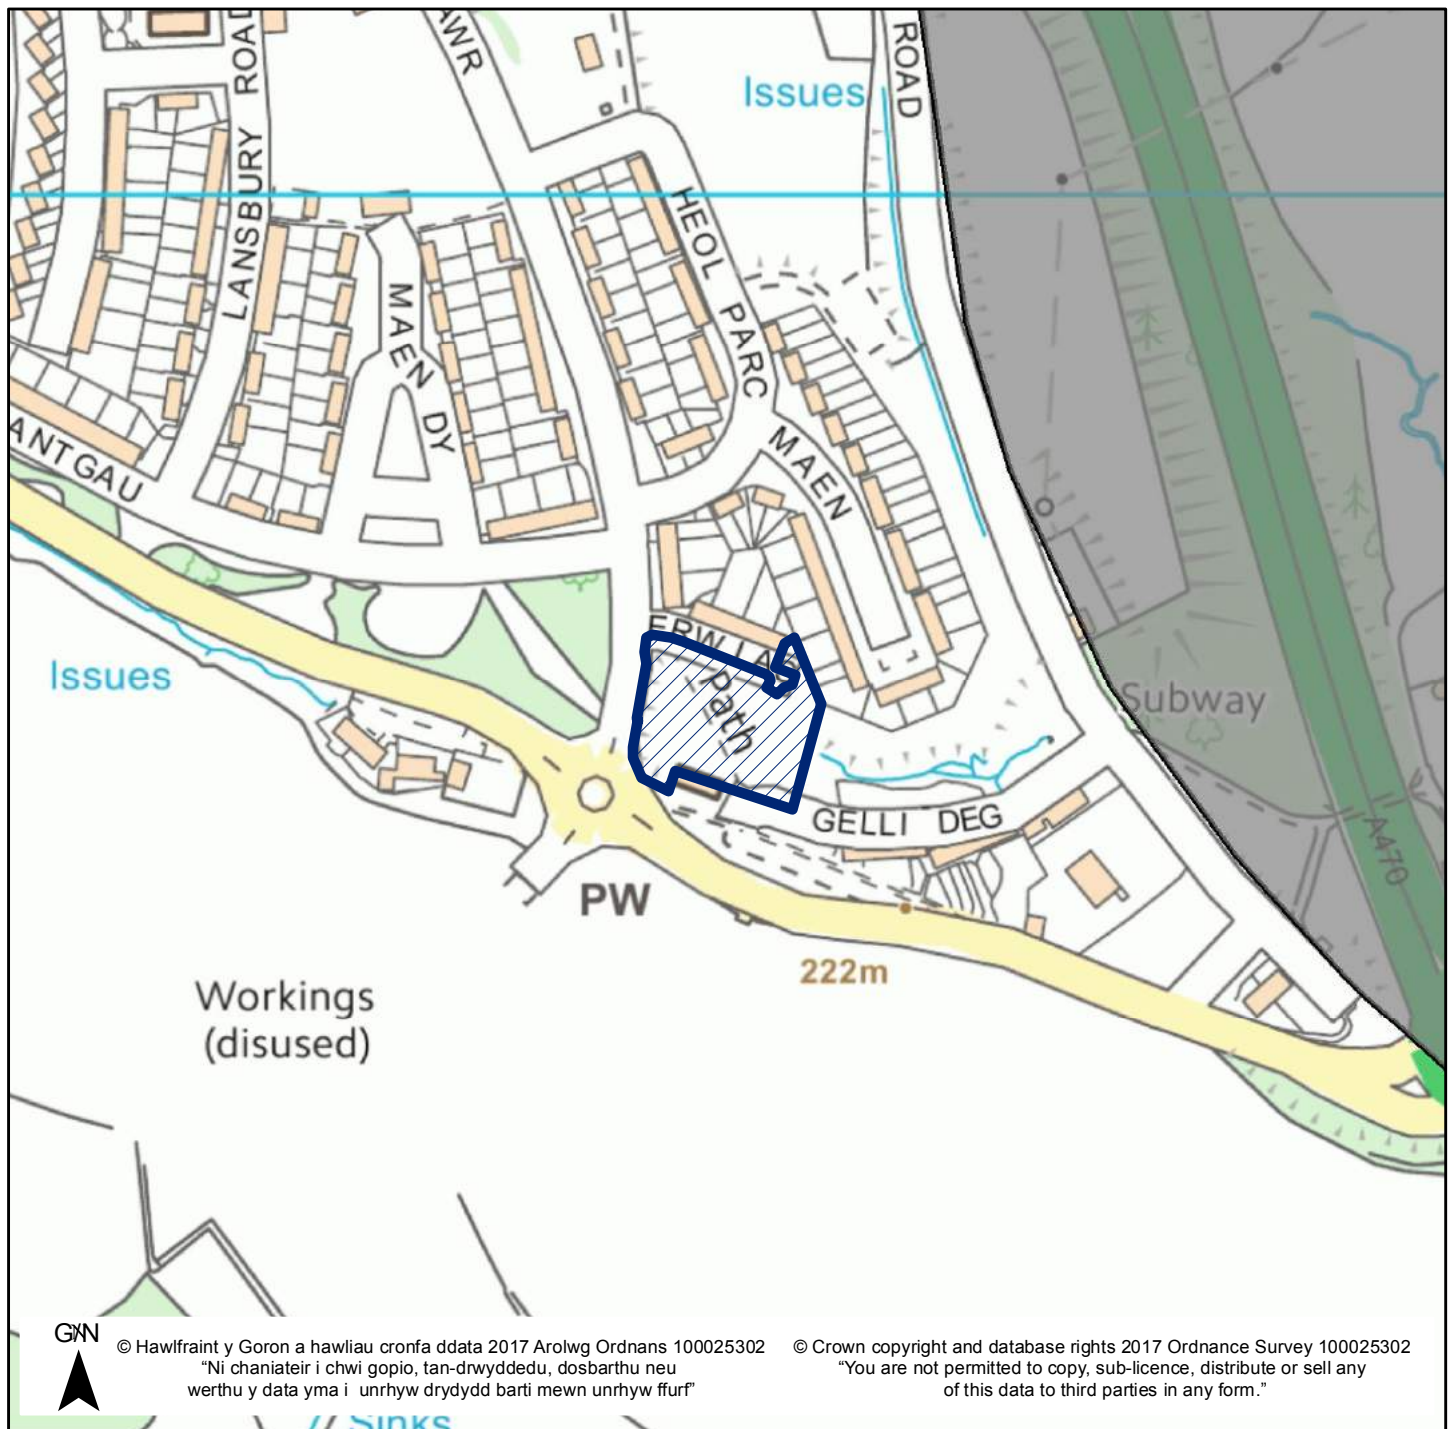 AWR
ROAD
Issues
LANSBURY ROAD
HEOL PARC
MAEN DY
MAEN
ANTGAU
ERW LAS
Path
Issues
Subway
GELLI DEG
A470
PW
222m
Workings
(disused)
G/N
© Hawlfraint y Goron a hawliau cronfa ddata 2017 Arolwg Ordnans 100025302
“Ni chaniateir i chwi gopio, tan-drwyddedu, dosbarthu neu
werthu y data yma i unrhyw drydydd barti mewn unrhyw ffurf”
© Crown copyright and database rights 2017 Ordnance Survey 100025302
“You are not permitted to copy, sub-licence, distribute or sell any
of this data to third parties in any form.”
Sinks